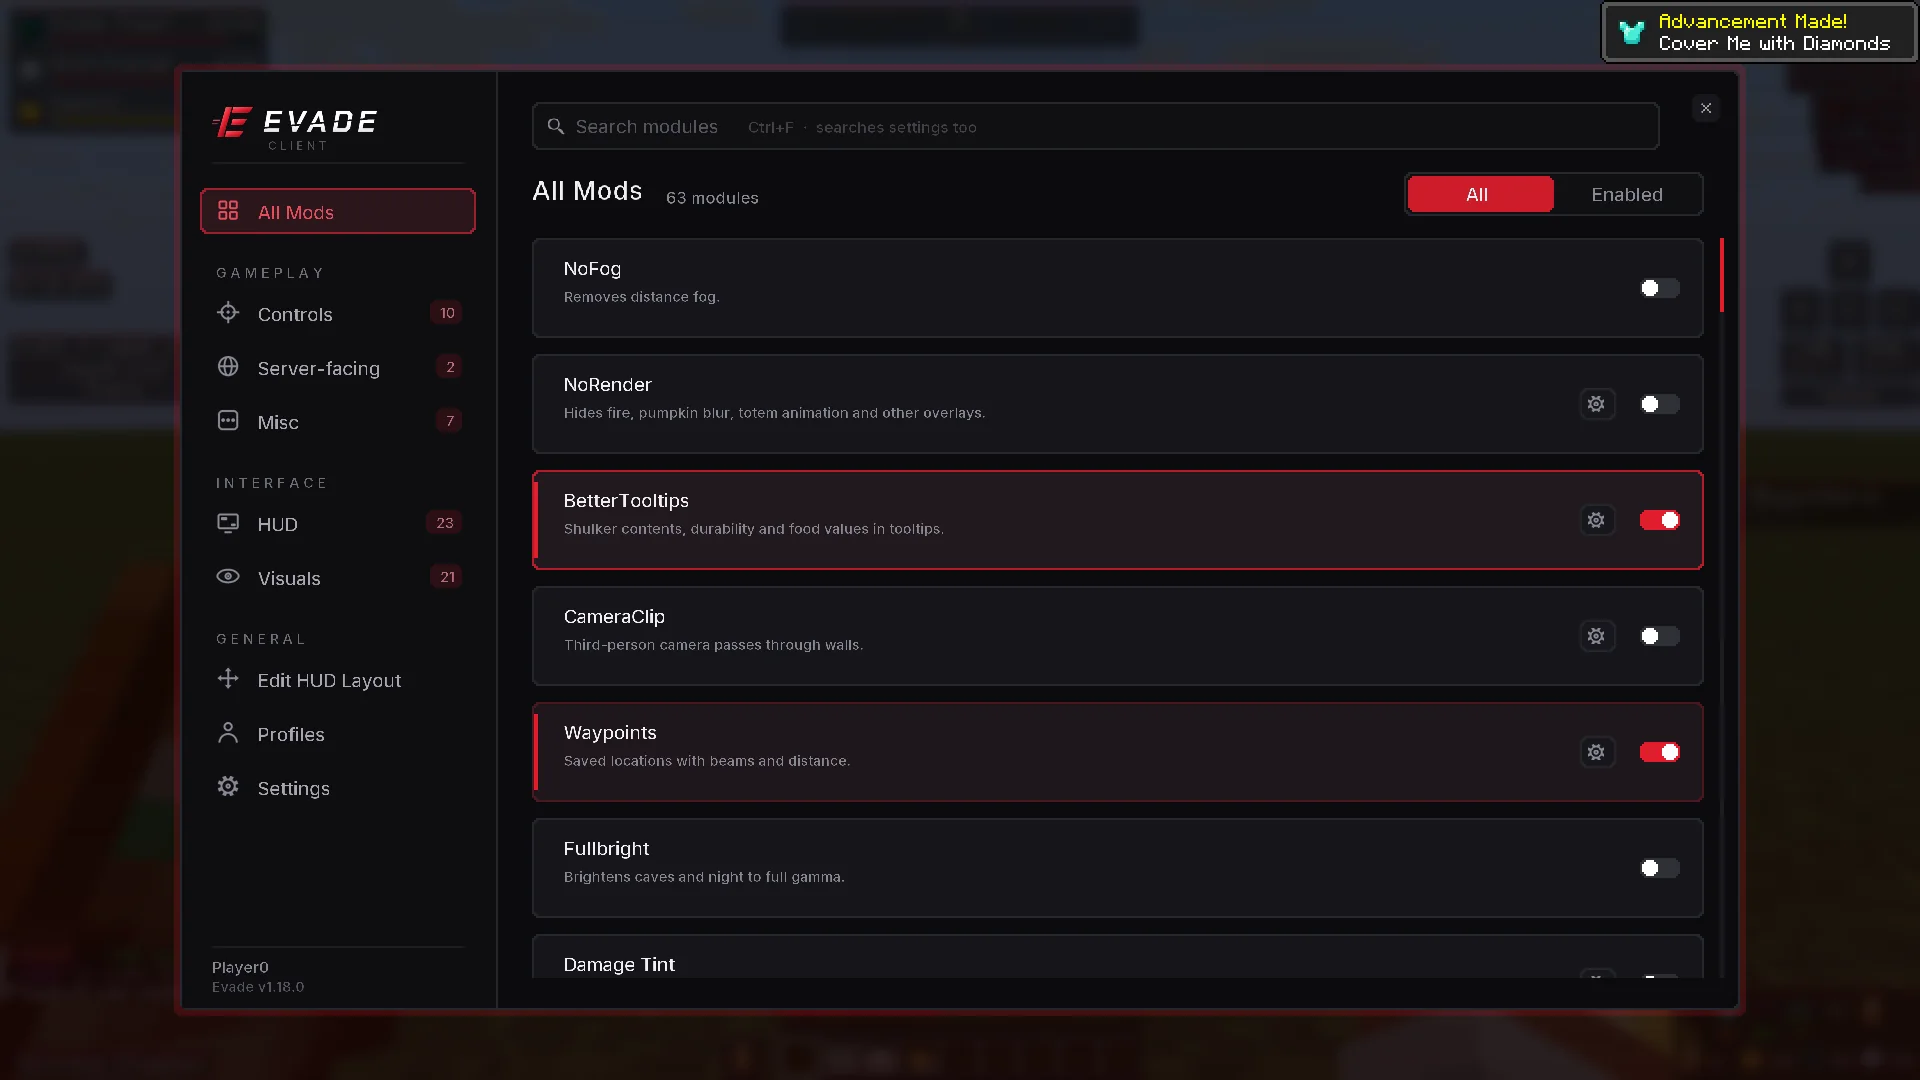 Advancement Made!
Cover Me with Diamonds
EVADE
CLIENT
Search modules Ctrl+F · searches settings too
All Mods 63 modules
All
Enabled
All Mods
GAMEPLAY
Controls 10
Server-facing 2
Misc 7
INTERFACE
HUD 23
Visuals 21
GENERAL
Edit HUD Layout
Profiles
Settings
Player0
Evade v1.18.0
NoFog
Removes distance fog.
NoRender
Hides fire, pumpkin blur, totem animation and other overlays.
BetterTooltips
Shulker contents, durability and food values in tooltips.
CameraClip
Third-person camera passes through walls.
Waypoints
Saved locations with beams and distance.
Fullbright
Brightens caves and night to full gamma.
Damage Tint